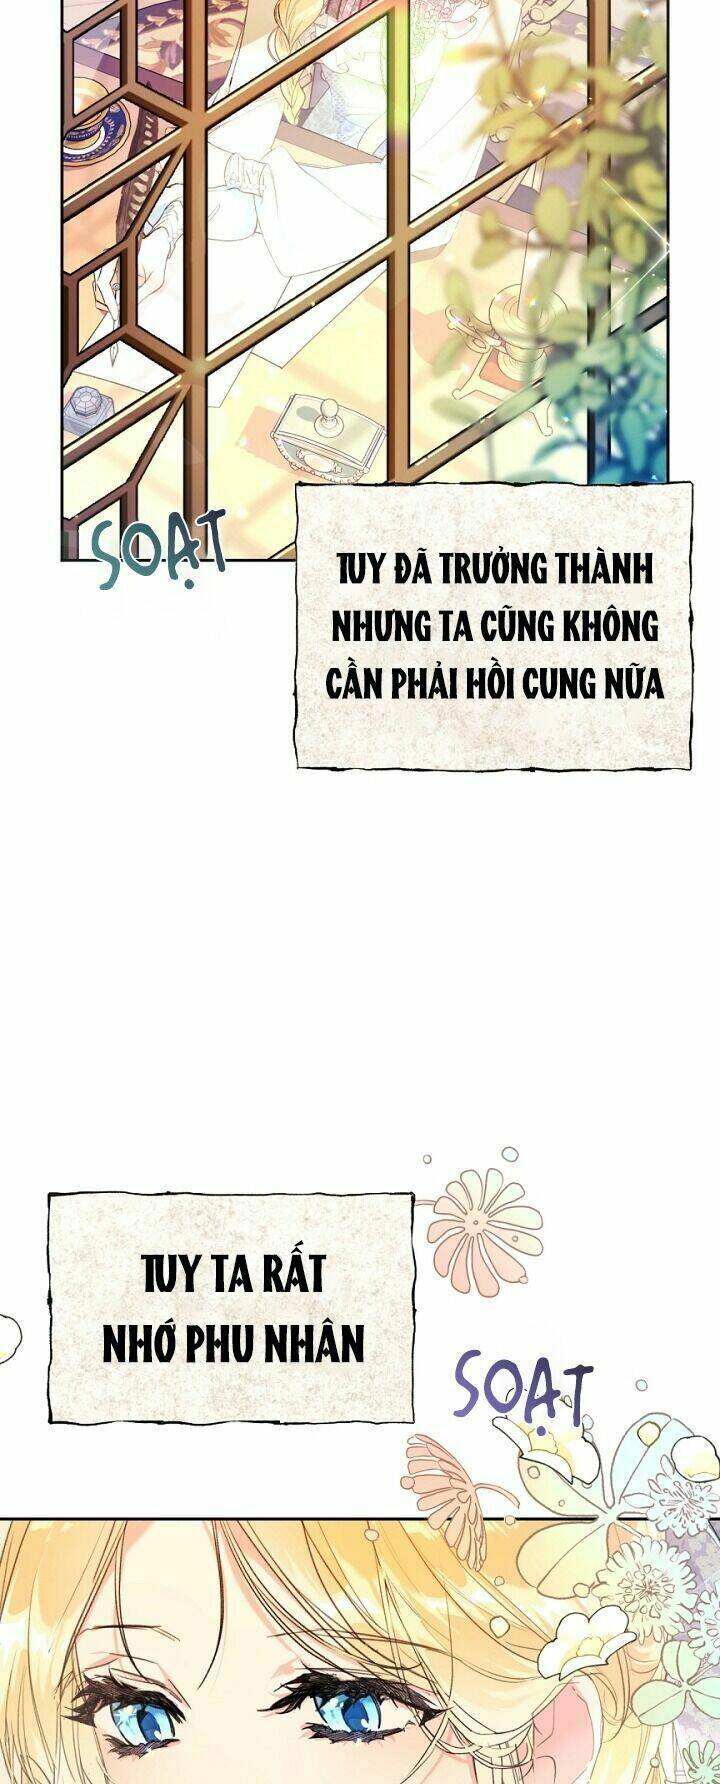 SOẠT
TUY ĐÃ TRƯỞNG THÀNH
NHƯNG TA CŨNG KHÔNG
CẦN PHẢI HỒI CUNG NỮA
TUY TA RẤT
NHỚ PHU NHÂN
SOẠT